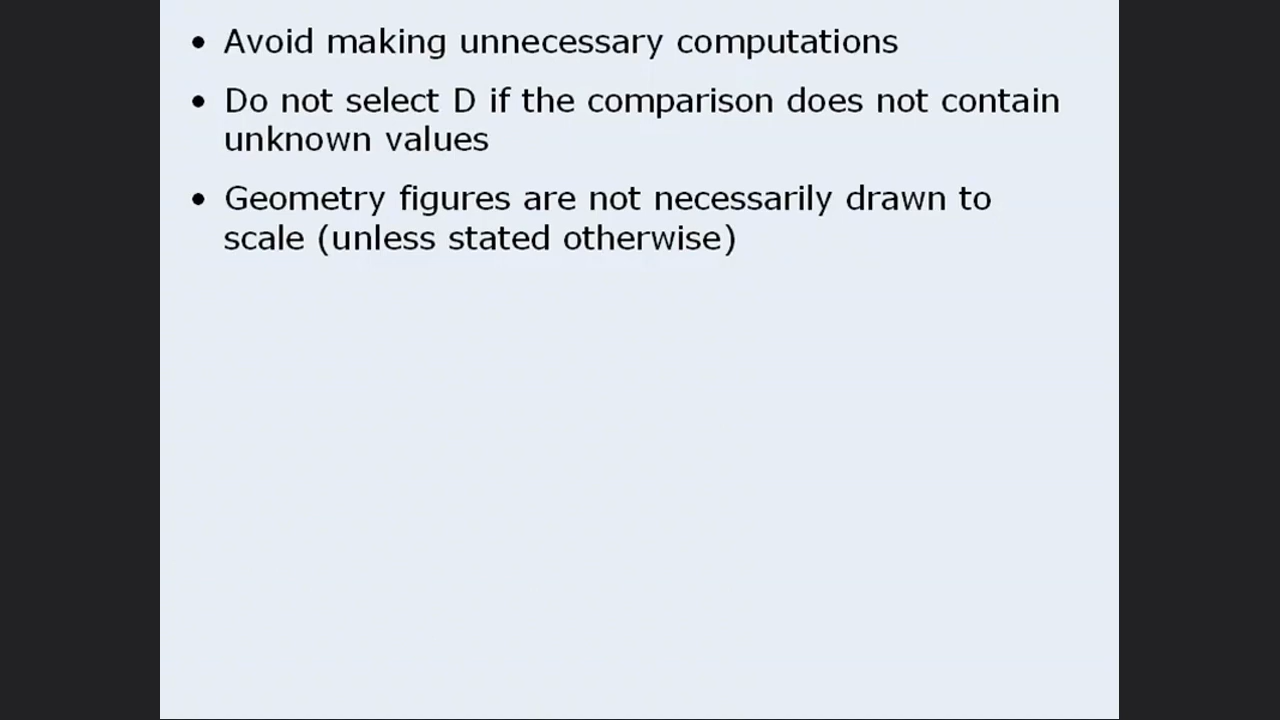 • Avoid making unnecessary computations
• Do not select D if the comparison does not contain
unknown values
• Geometry figures are not necessarily drawn to
scale (unless stated otherwise)